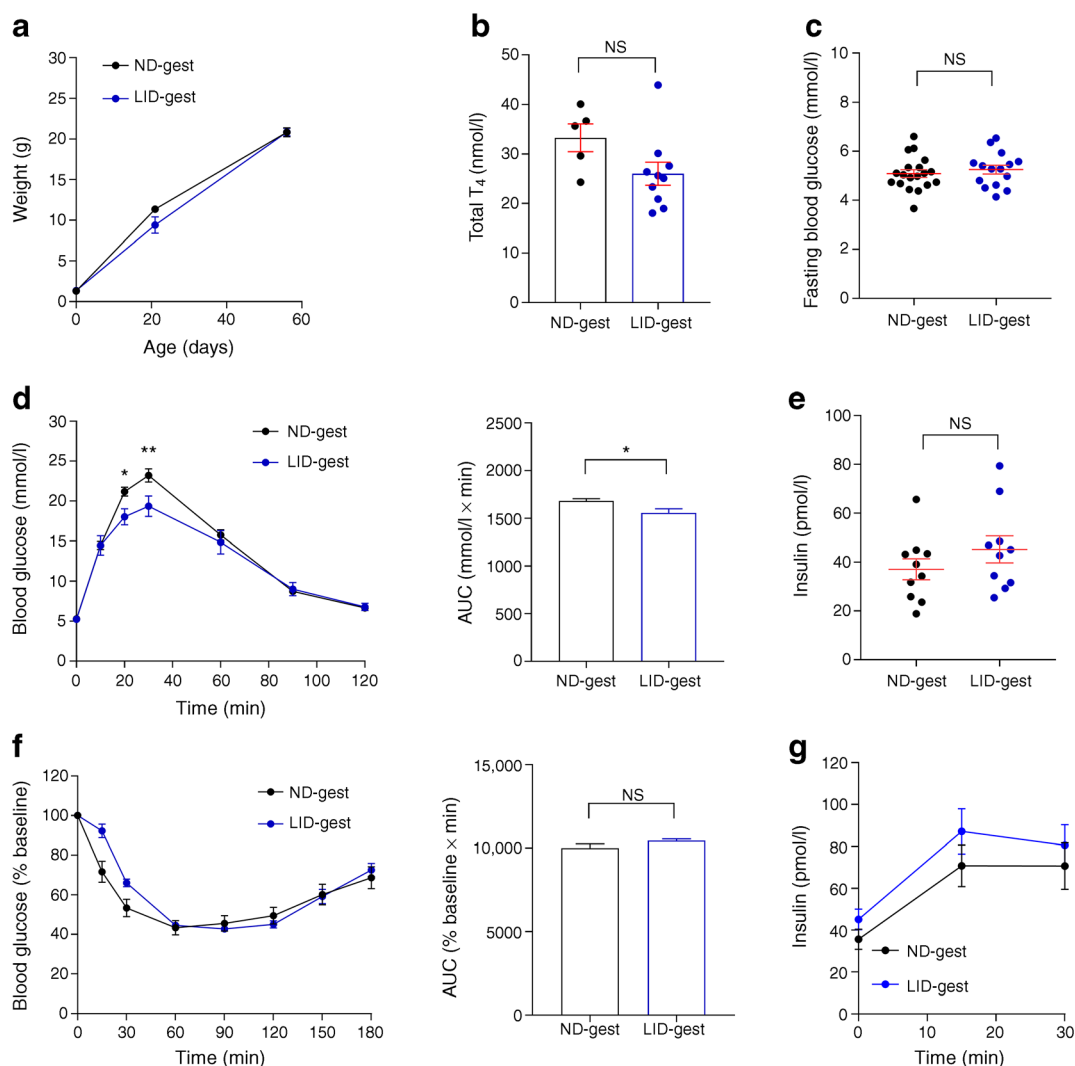 a
30
25
20
15
10
5
0
Weight (g)
ND-gest
LID-gest
0
20
40
60
Age (days)
b
50
40
30
20
10
0
Total T4 (nmol/l)
NS
ND-gest
LID-gest
c
10
8
6
4
2
0
Fasting blood glucose (mmol/l)
NS
ND-gest
LID-gest
d
30
25
20
15
10
5
0
Blood glucose (mmol/l)
*
**
ND-gest
LID-gest
0
20
40
60
80
100
120
Time (min)
2500
2000
1500
1000
500
0
AUC (mmol/l × min)
*
ND-gest
LID-gest
e
100
80
60
40
20
0
Insulin (pmol/l)
NS
ND-gest
LID-gest
f
120
100
80
60
40
20
0
Blood glucose (% baseline)
ND-gest
LID-gest
0
30
60
90
120
150
180
Time (min)
15,000
10,000
5000
0
AUC (% baseline × min)
NS
ND-gest
LID-gest
g
120
100
80
60
40
20
0
Insulin (pmol/l)
ND-gest
LID-gest
0
10
20
30
Time (min)